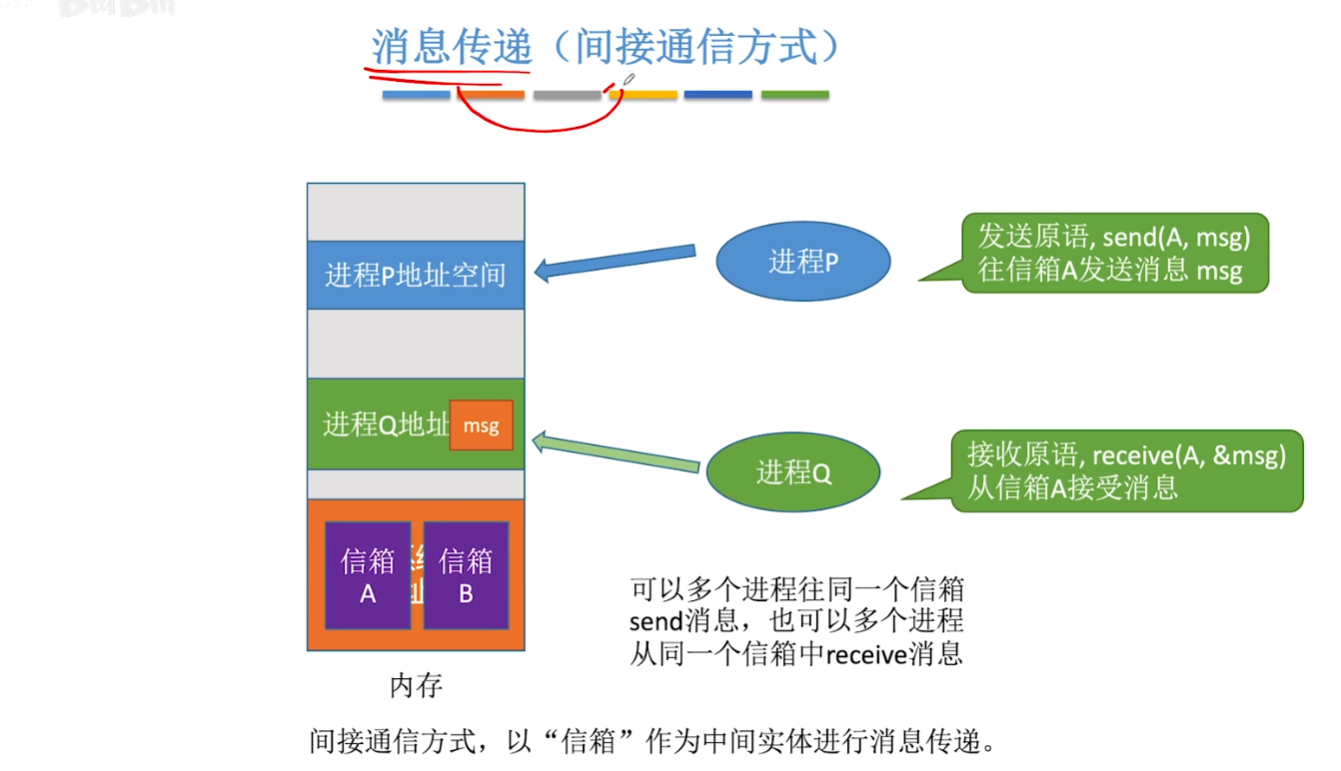 消息传递（间接通信方式）
进程P地址空间
进程P
发送原语, send(A, msg)
往信箱A发送消息 msg
进程Q地址
msg
进程Q
接收原语, receive(A, &msg)
从信箱A接受消息
信箱
A
信箱
B
可以多个进程往同一个信箱
send消息，也可以多个进程
从同一个信箱中receive消息
内存
间接通信方式，以“信箱”作为中间实体进行消息传递。